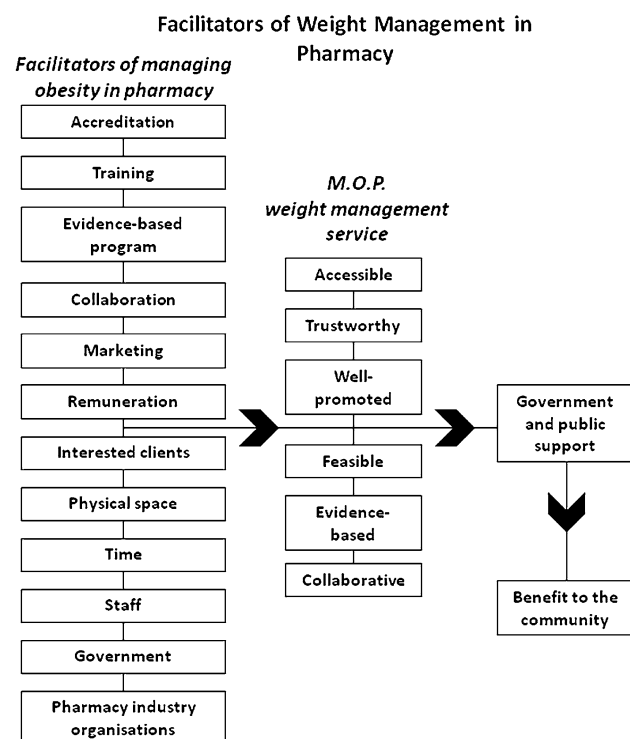 Facilitators of Weight Management in
Pharmacy
Facilitators of managing
obesity in pharmacy
Accreditation
Training
Evidence-based
program
Collaboration
Marketing
Remuneration
Interested clients
Physical space
Time
Staff
Government
Pharmacy industry
organisations
M.O.P.
weight management
service
Accessible
Trustworthy
Well-
promoted
Feasible
Evidence-
based
Collaborative
Government
and public
support
Benefit to the
community